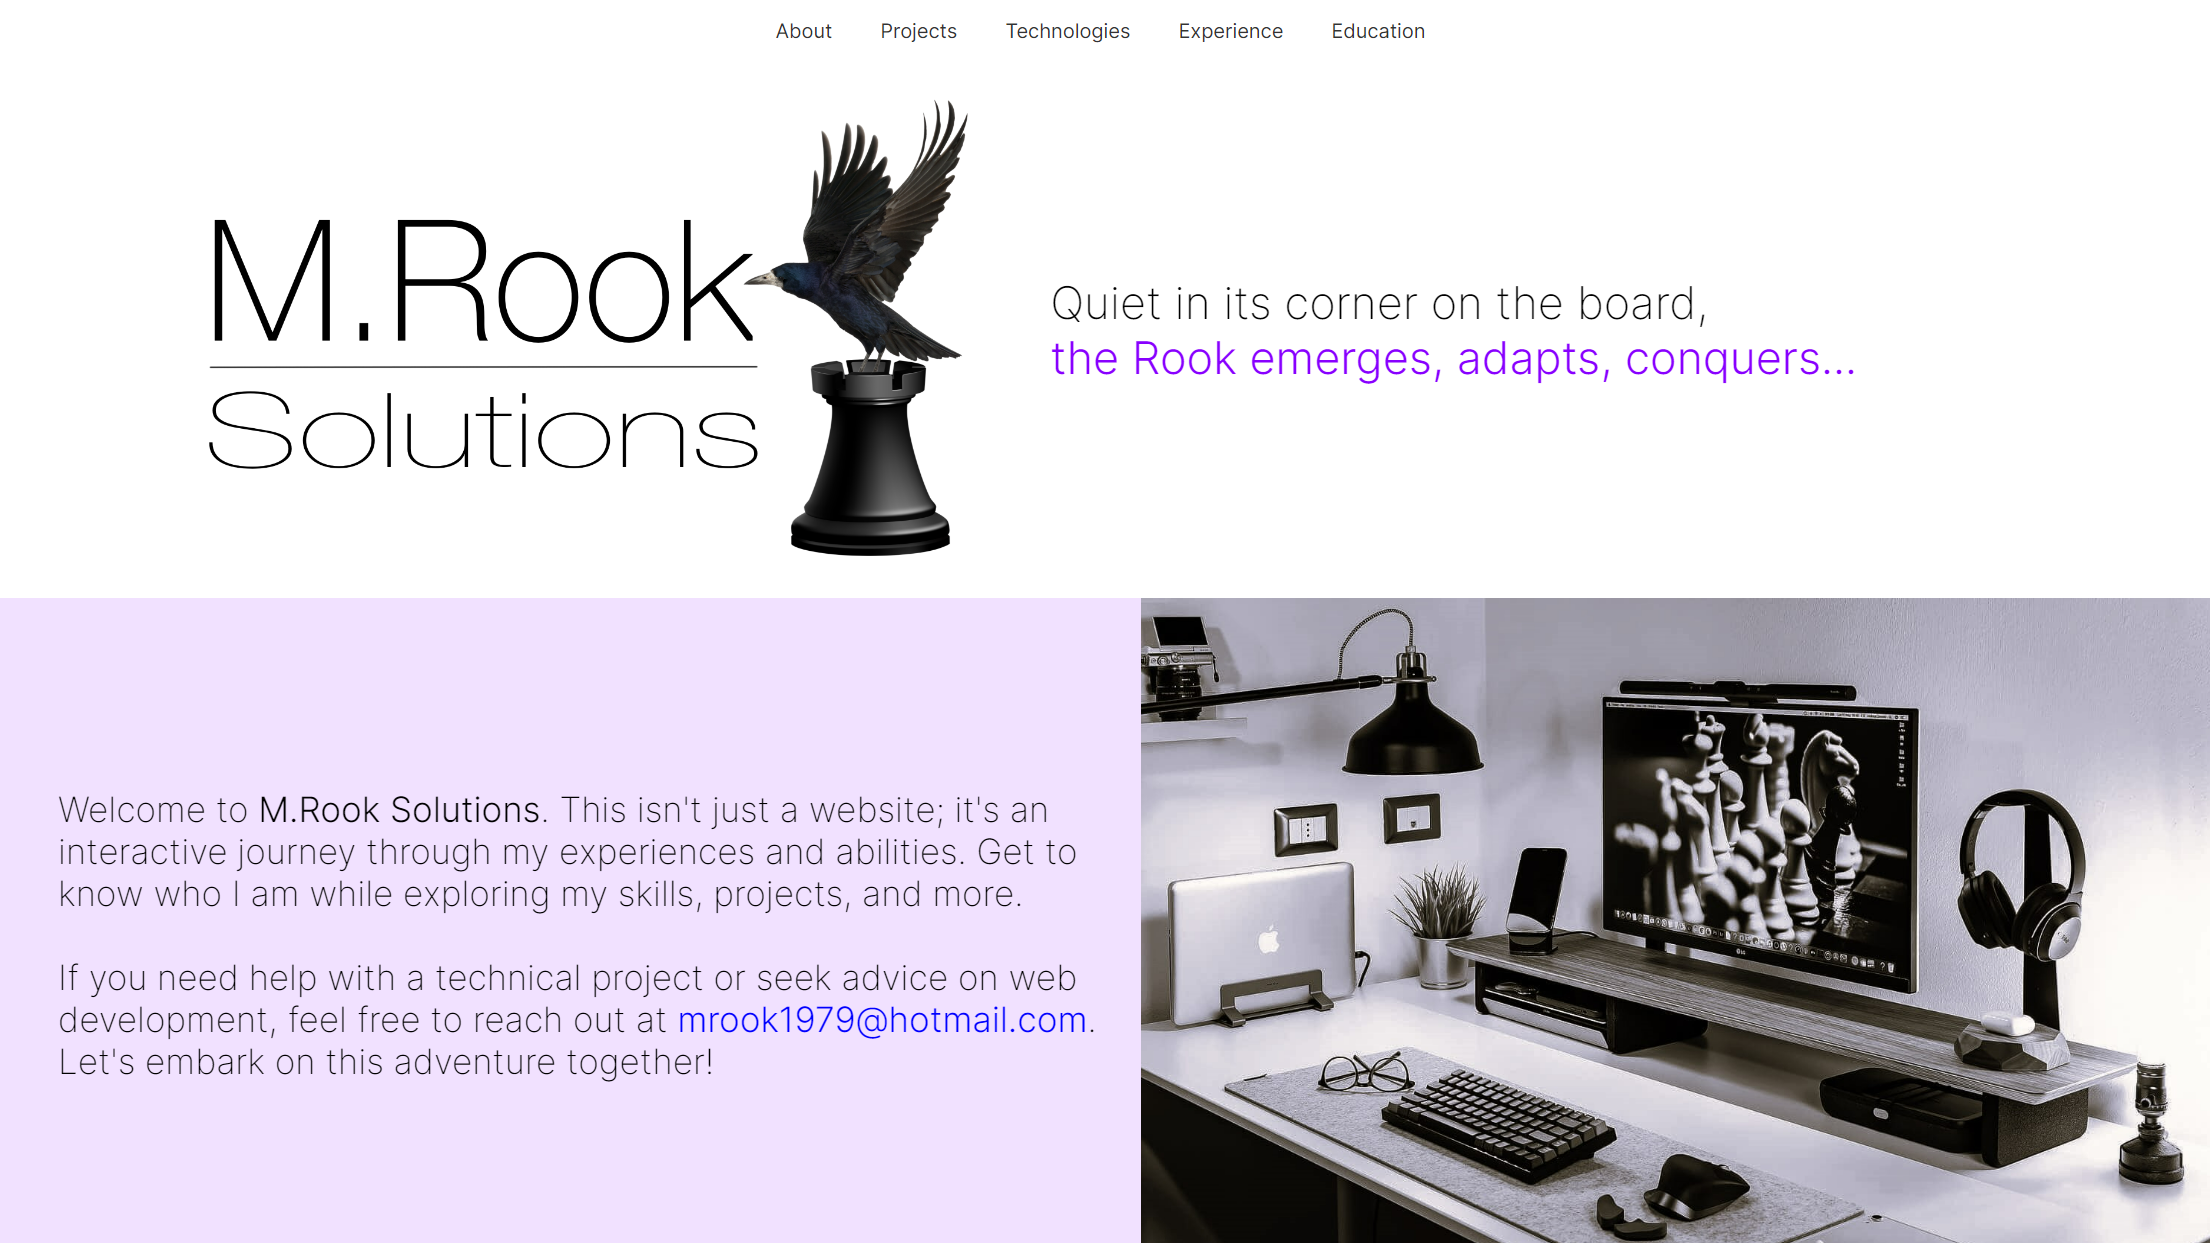 About Projects Technologies Experience Education
M.Rook
Solutions
Quiet in its corner on the board,
the Rook emerges, adapts, conquers...
Welcome to M.Rook Solutions. This isn't just a website; it's an
interactive journey through my experiences and abilities. Get to
know who I am while exploring my skills, projects, and more.
If you need help with a technical project or seek advice on web
development, feel free to reach out at mrook1979@hotmail.com.
Let's embark on this adventure together!
LG